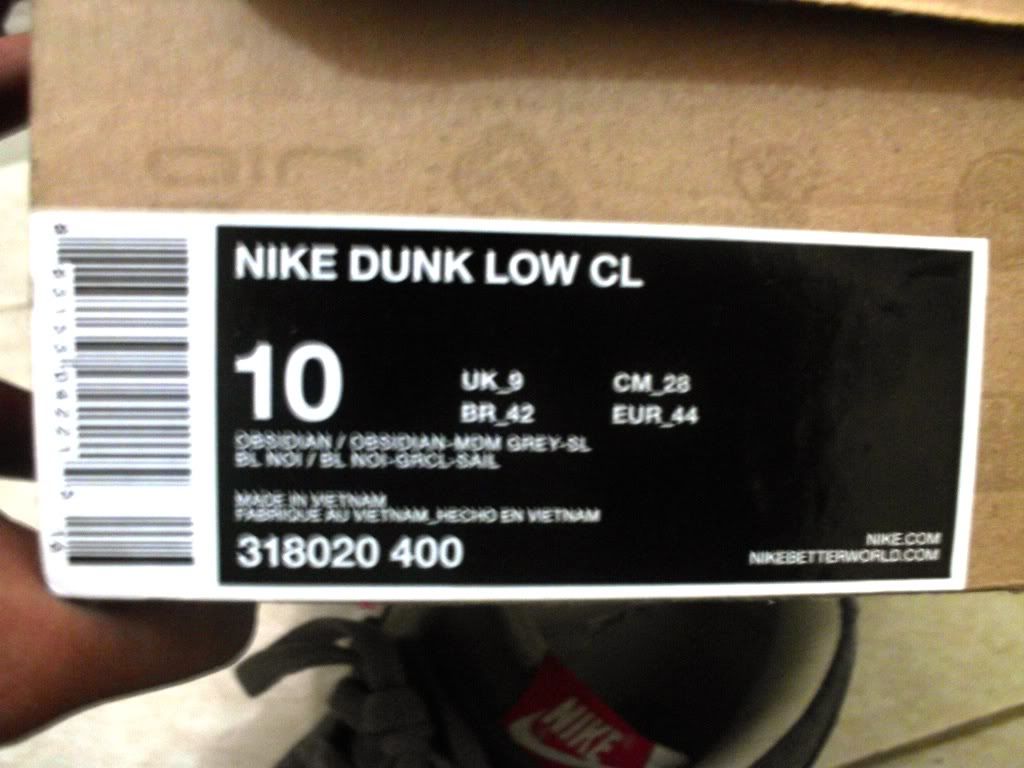 air
NIKE DUNK LOW CL
10
UK_9
CM_28
BR_42
EUR_44
OBSIDIAN / OBSIDIAN-MDM GREY-SL
BL NOI / BL NOI-GRCL-SAIL
MADE IN VIETNAM
FABRIQUE AU VIETNAM_HECHO EN VIETNAM
318020 400
NIKE.COM
NIKEBETTERWORLD.COM
NIKE